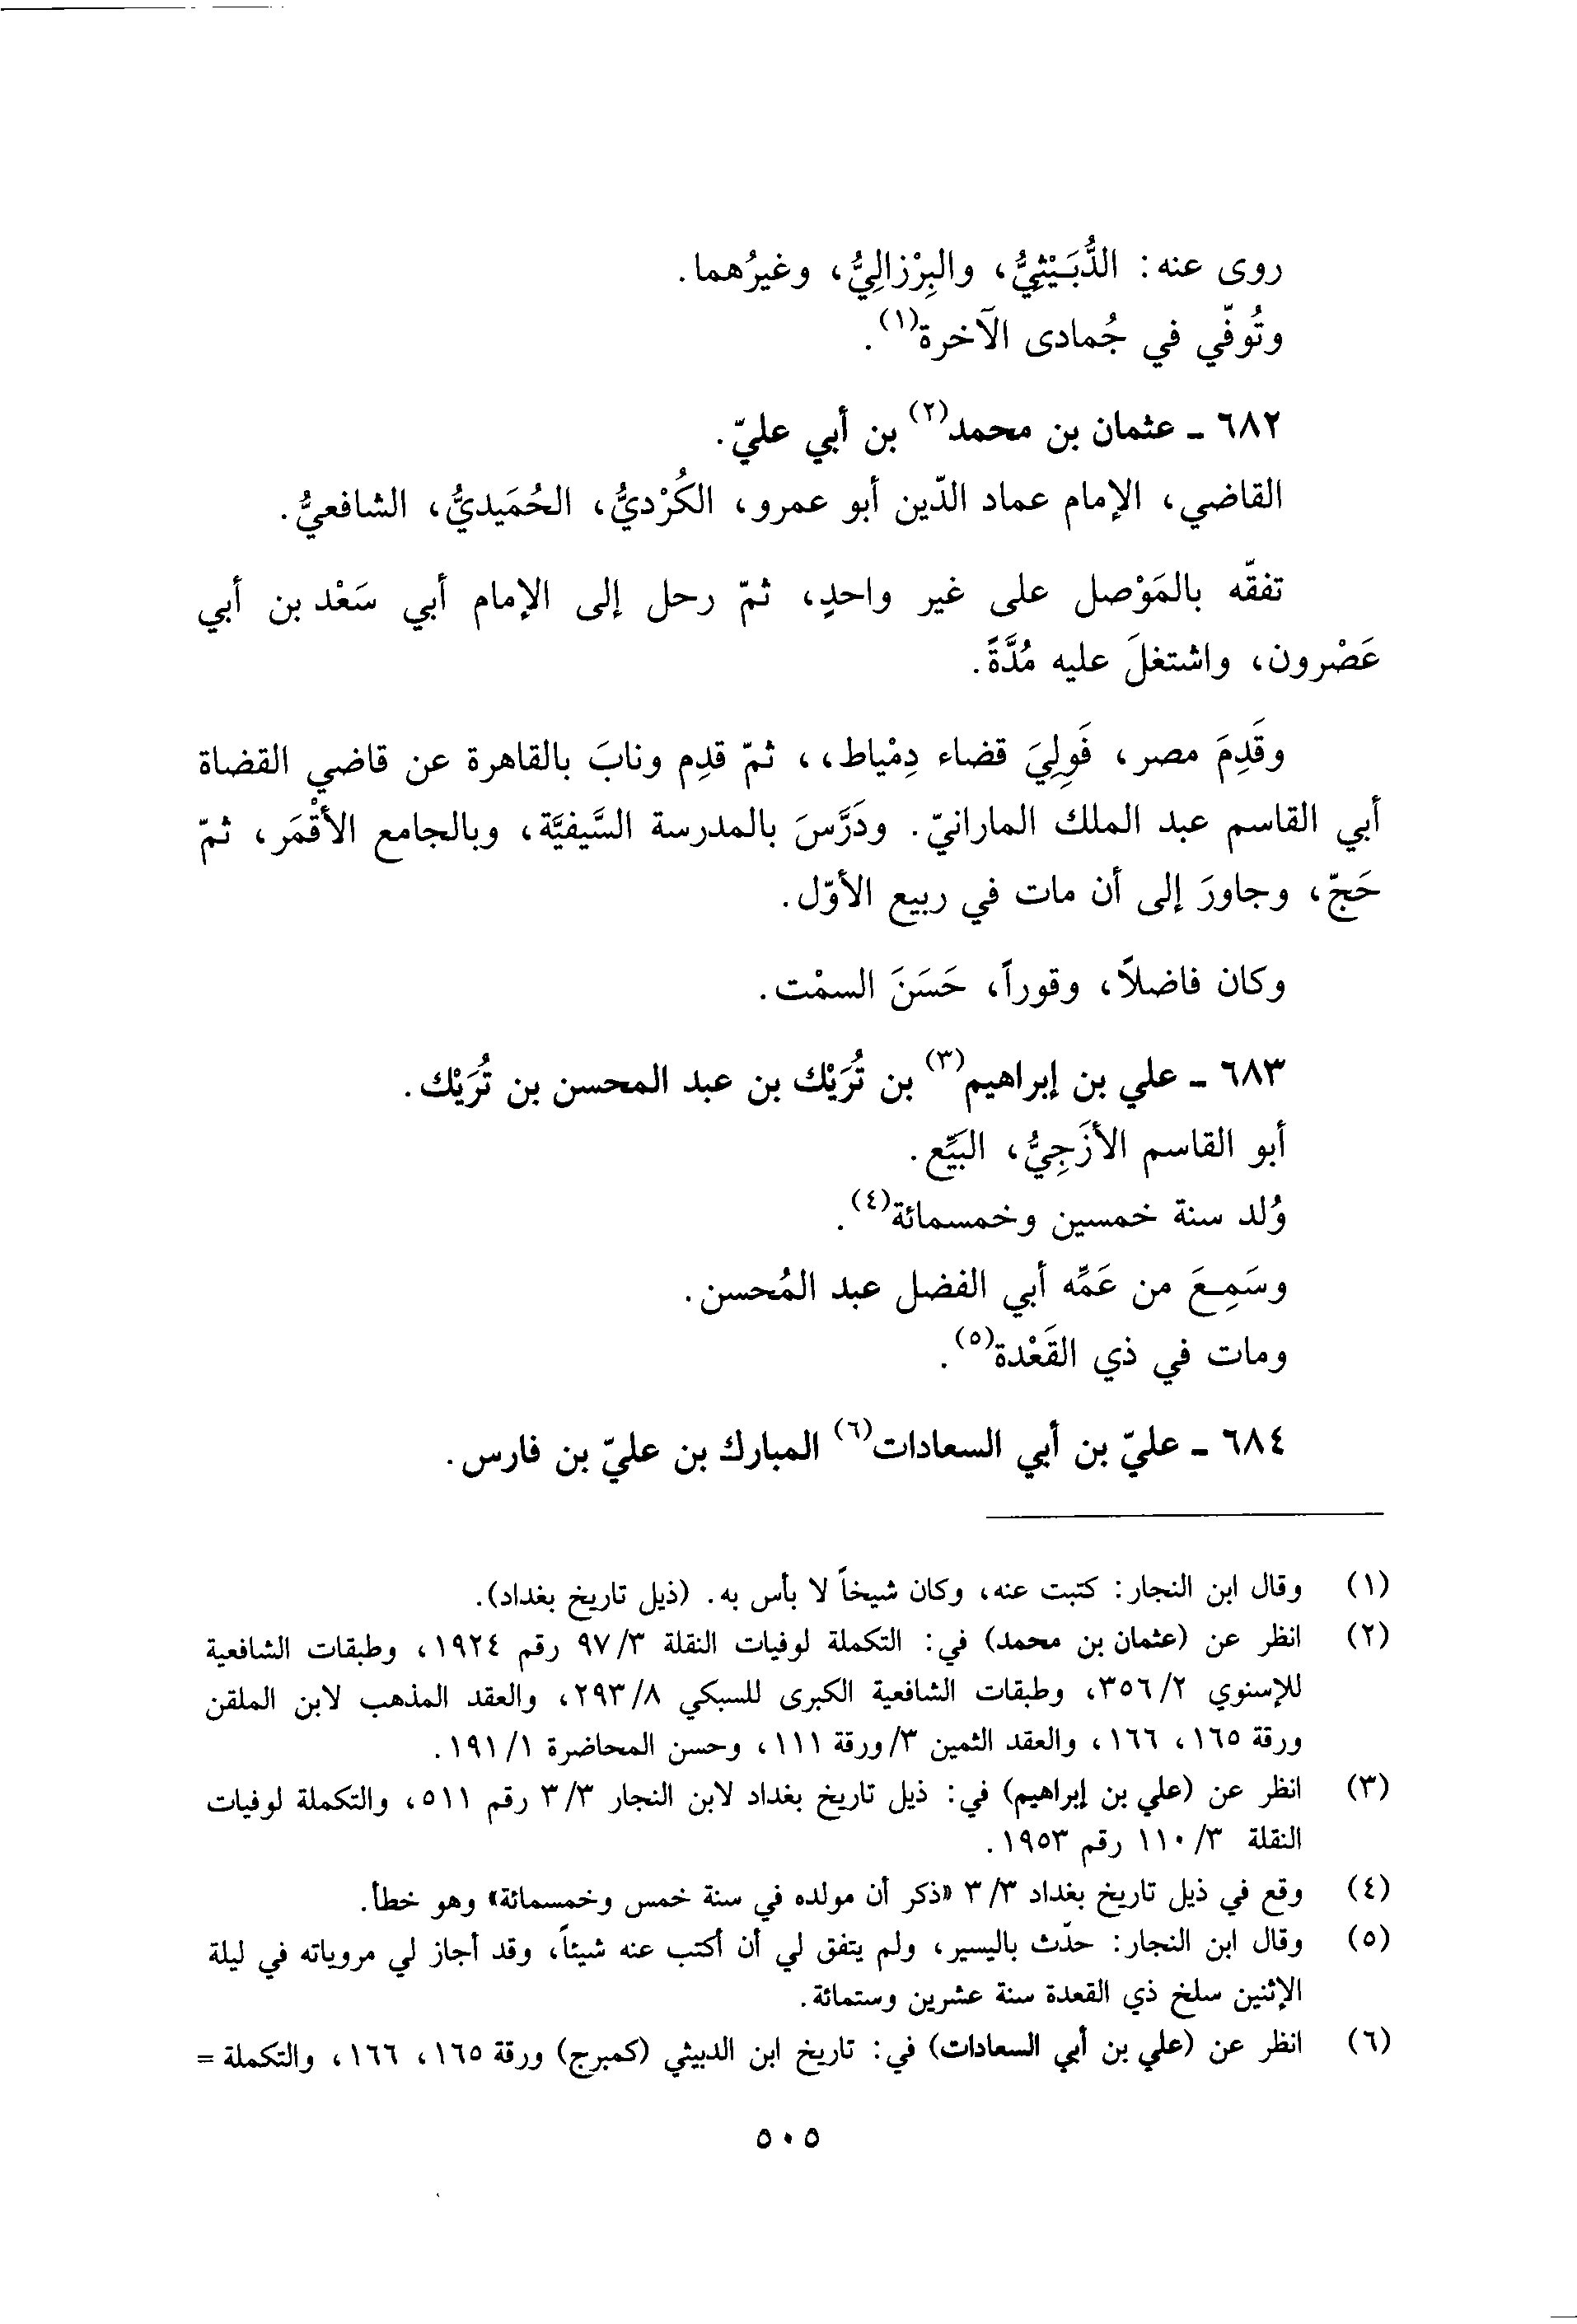 روى عنه: الدُّبَـيْثِيُّ، والبِرْزالِيُّ، وغيرُهما.
وتُوفّي في جُمادى الآخرة(١).
٦٨٢ ـ عثمان بن محمد(٢) بن أبي عليّ.
القاضي، الإمام عماد الدّين أبو عمرو، الكُرْديُّ، الحُمَيديُّ، الشافعيُّ.
تفقّه بالمَوْصل على غير واحدٍ، ثمّ رحل إلى الإمام أبي سَعْد بن أبي
عَصْرون، واشتغلَ عليه مُدَّةً.
وقَدِمَ مصر، فَوِلِيَ قضاء دِمْياط،، ثمّ قدِم ونابَ بالقاهرة عن قاضي القضاة
أبي القاسم عبد الملك المارانيّ. ودَرَّسَ بالمدرسة السَّيفيَّة، وبالجامع الأقْمَر، ثمّ
حَجّ، وجاورَ إلى أن مات في ربيع الأوّل.
وكان فاضلاً، وقوراً، حَسَنَ السمْت.
٦٨٣ ـ علي بن إبراهيم(٣) بن تُرَيْك بن عبد المحسن بن تُرَيْك.
أبو القاسم الأزَجِيُّ، البَيِّع.
وُلد سنة خمسين وخمسمائة(٤).
وسَمِـعَ من عَمِّه أبي الفضل عبد المُحسن.
ومات في ذي القَعْدة(٥).
٦٨٤ ـ عليّ بن أبي السعادات(٦) المبارك بن عليّ بن فارس.
(١) وقال ابن النجار: كتبت عنه، وكان شيخاً لا بأس به. (ذيل تاريخ بغداد).
(٢) انظر عن (عثمان بن محمد) في: التكملة لوفيات النقلة ٩٧/٣ رقم ١٩٢٤، وطبقات الشافعية
للإسنوي ٣٥٦/٢، وطبقات الشافعية الكبرى للسبكي ٢٩٣/٨، والعقد المذهب لابن الملقن
ورقة ١٦٥، ١٦٦، والعقد الثمين ٣/ورقة ١١١، وحسن المحاضرة ١٩١/١.
(٣) انظر عن (علي بن إبراهيم) في: ذيل تاريخ بغداد لابن النجار ٣/٣ رقم ٥١١، والتكملة لوفيات
النقلة ١١٠/٣ رقم ١٩٥٣.
(٤) وقع في ذيل تاريخ بغداد ٣/٣ «ذكر أن مولده في سنة خمس وخمسمائة» وهو خطأ.
(٥) وقال ابن النجار: حدّث باليسير، ولم يتفق لي أن أكتب عنه شيئاً، وقد أجاز لي مروياته في ليلة
الإثنين سلخ ذي القعدة سنة عشرين وستمائة.
(٦) انظر عن (علي بن أبي السعادات) في: تاريخ ابن الدبيثي (كمبرج) ورقة ١٦٥، ١٦٦، والتكملة =
٥٠٥